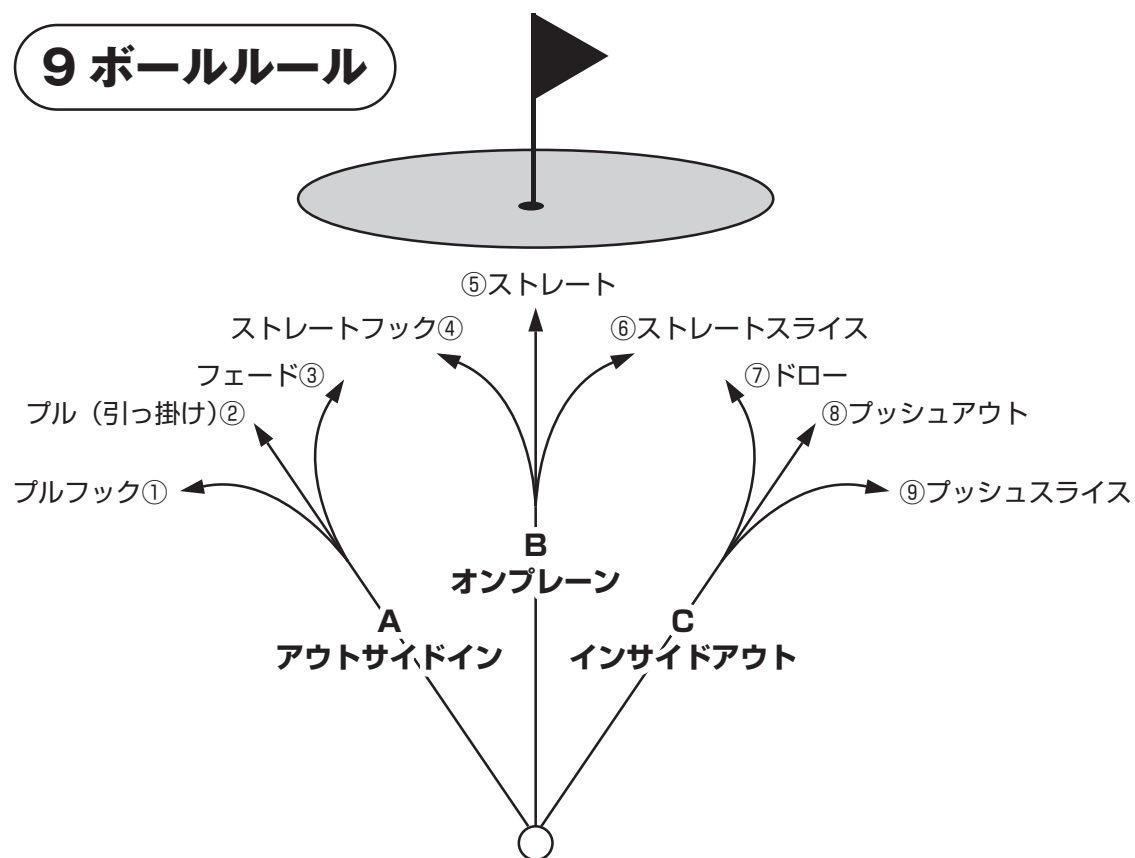 9 ボールルール
⑤ストレート
ストレートフック④
⑥ストレートスライス
フェード③
⑦ドロー
プル（引っ掛け）②
⑧プッシュアウト
プルフック①
⑨プッシュスライス
B
オンプレーン
A
アウトサイドイン
C
インサイドアウト